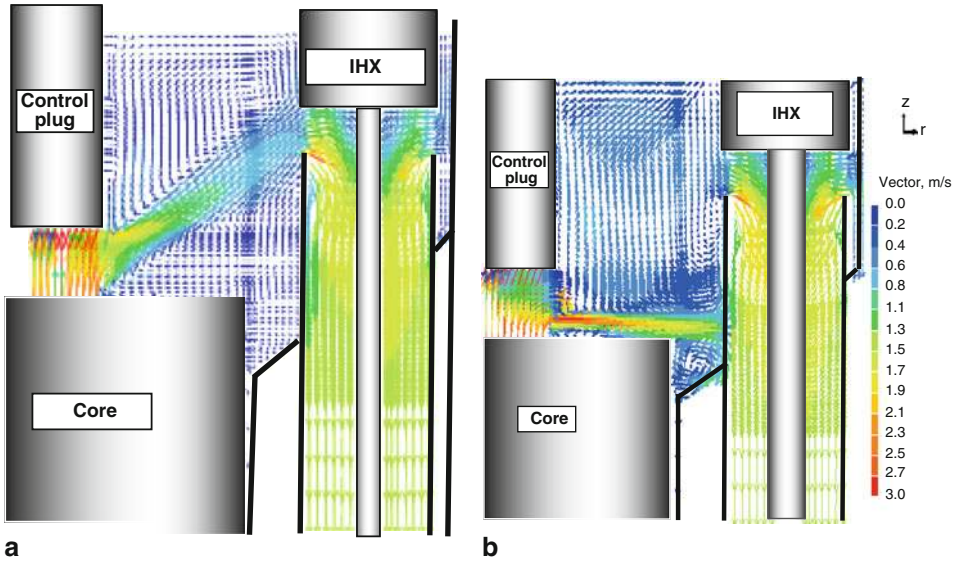 IHX
Control
plug
Core
a
IHX
Control
plug
Core
b
z
r
Vector, m/s
0.0
0.2
0.4
0.6
0.8
1.1
1.3
1.5
1.7
1.9
2.1
2.3
2.5
2.7
3.0